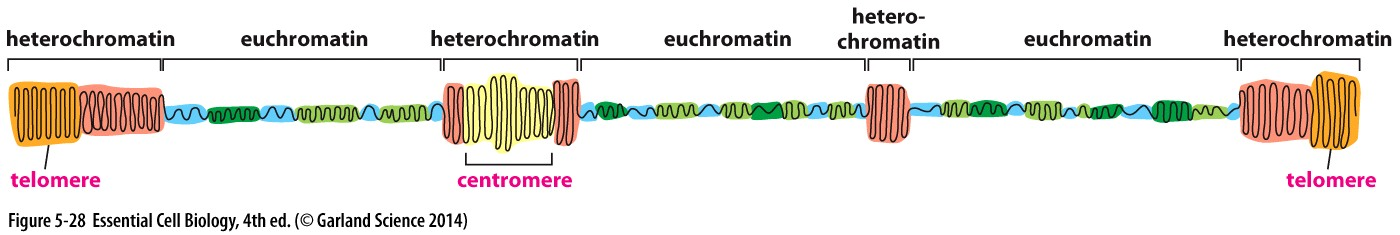 heterochromatin euchromatin heterochromatin euchromatin hetero-
chromatin euchromatin heterochromatin
telomere centromere telomere
Figure 5-28 Essential Cell Biology, 4th ed. (© Garland Science 2014)